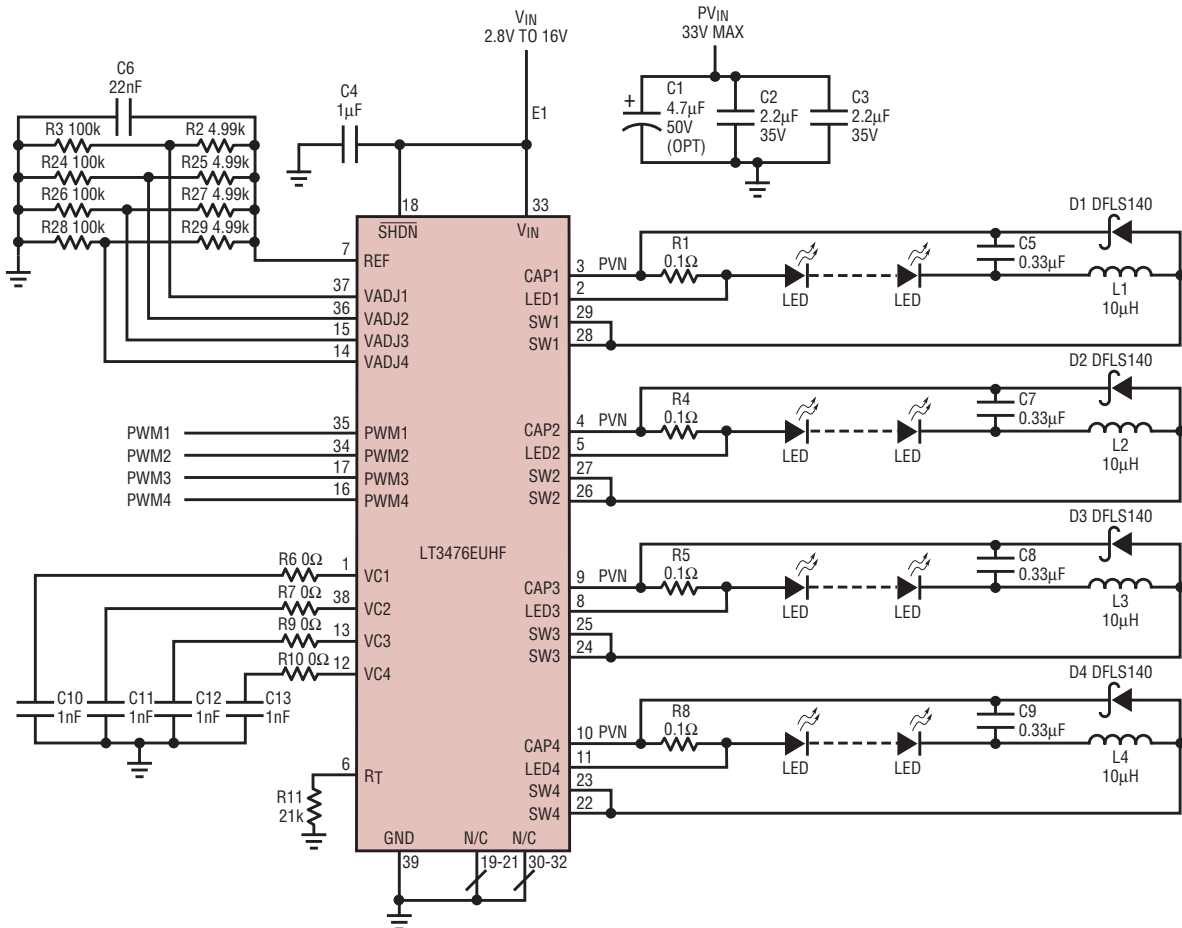 VIN
2.8V TO 16V
PVIN
33V MAX
C6
22nF
C4
1µF
E1
+
C1
4.7µF
50V
(OPT)
C2
2.2µF
35V
C3
2.2µF
35V
R3 100k
R2 4.99k
R24 100k
R25 4.99k
R26 100k
R27 4.99k
R28 100k
R29 4.99k
18
33
SHDN
VIN
7
REF
37
VADJ1
36
VADJ2
15
VADJ3
14
VADJ4
35
PWM1
PWM1
34
PWM2
PWM2
17
PWM3
PWM3
16
PWM4
PWM4
LT3476EUHF
R6 0Ω
1
VC1
R7 0Ω
38
VC2
R9 0Ω
13
VC3
R10 0Ω
12
VC4
C10
1nF
C11
1nF
C12
1nF
C13
1nF
6
RT
R11
21k
GND
N/C
N/C
39
19-21
30-32
D1 DFLS140
R1
0.1Ω
C5
0.33µF
CAP1
3
PVN
LED1
2
LED
LED
L1
10µH
SW1
29
SW1
28
D2 DFLS140
R4
0.1Ω
C7
0.33µF
CAP2
4
PVN
LED2
5
LED
LED
L2
10µH
SW2
27
SW2
26
D3 DFLS140
R5
0.1Ω
C8
0.33µF
CAP3
9
PVN
LED3
8
LED
LED
L3
10µH
SW3
25
SW3
24
D4 DFLS140
R8
0.1Ω
C9
0.33µF
CAP4
10
PVN
LED4
11
LED
LED
L4
10µH
SW4
23
SW4
22